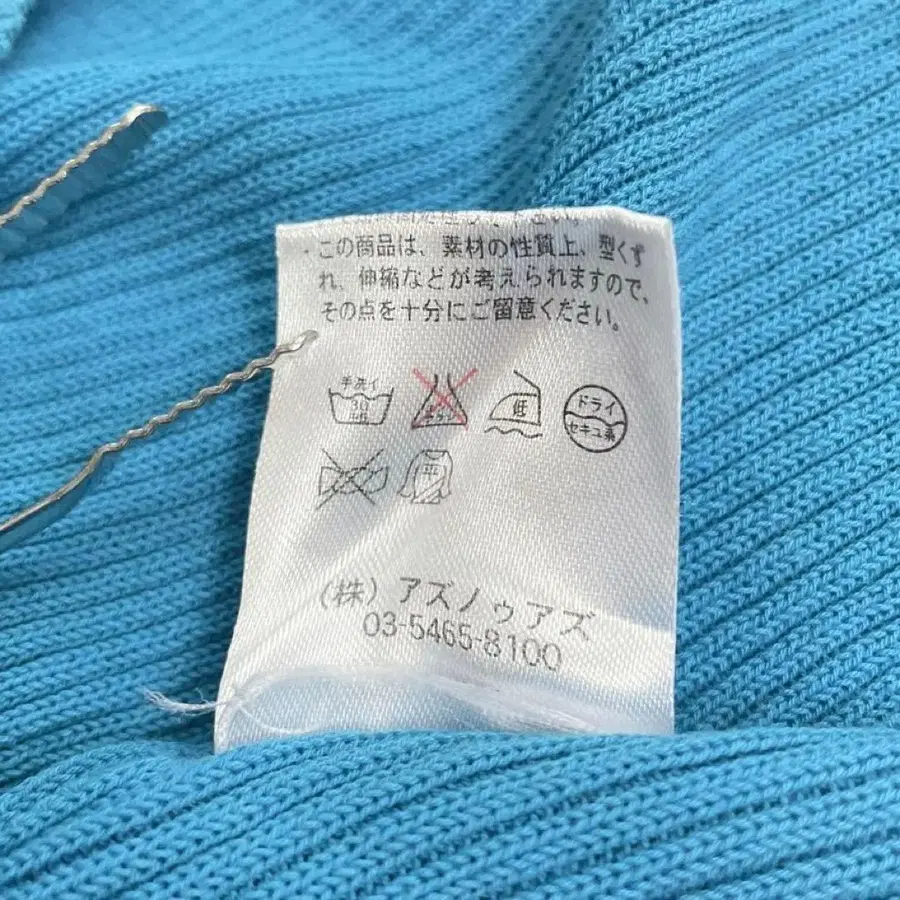 ・この商品は、素材の性質上、型くず
れ、伸縮などが考えられますので、
その点を十分にご留意ください。
手洗イ
30
低
ドライ
セキユ系
平
(株) アズノゥアズ
03-5465-8100